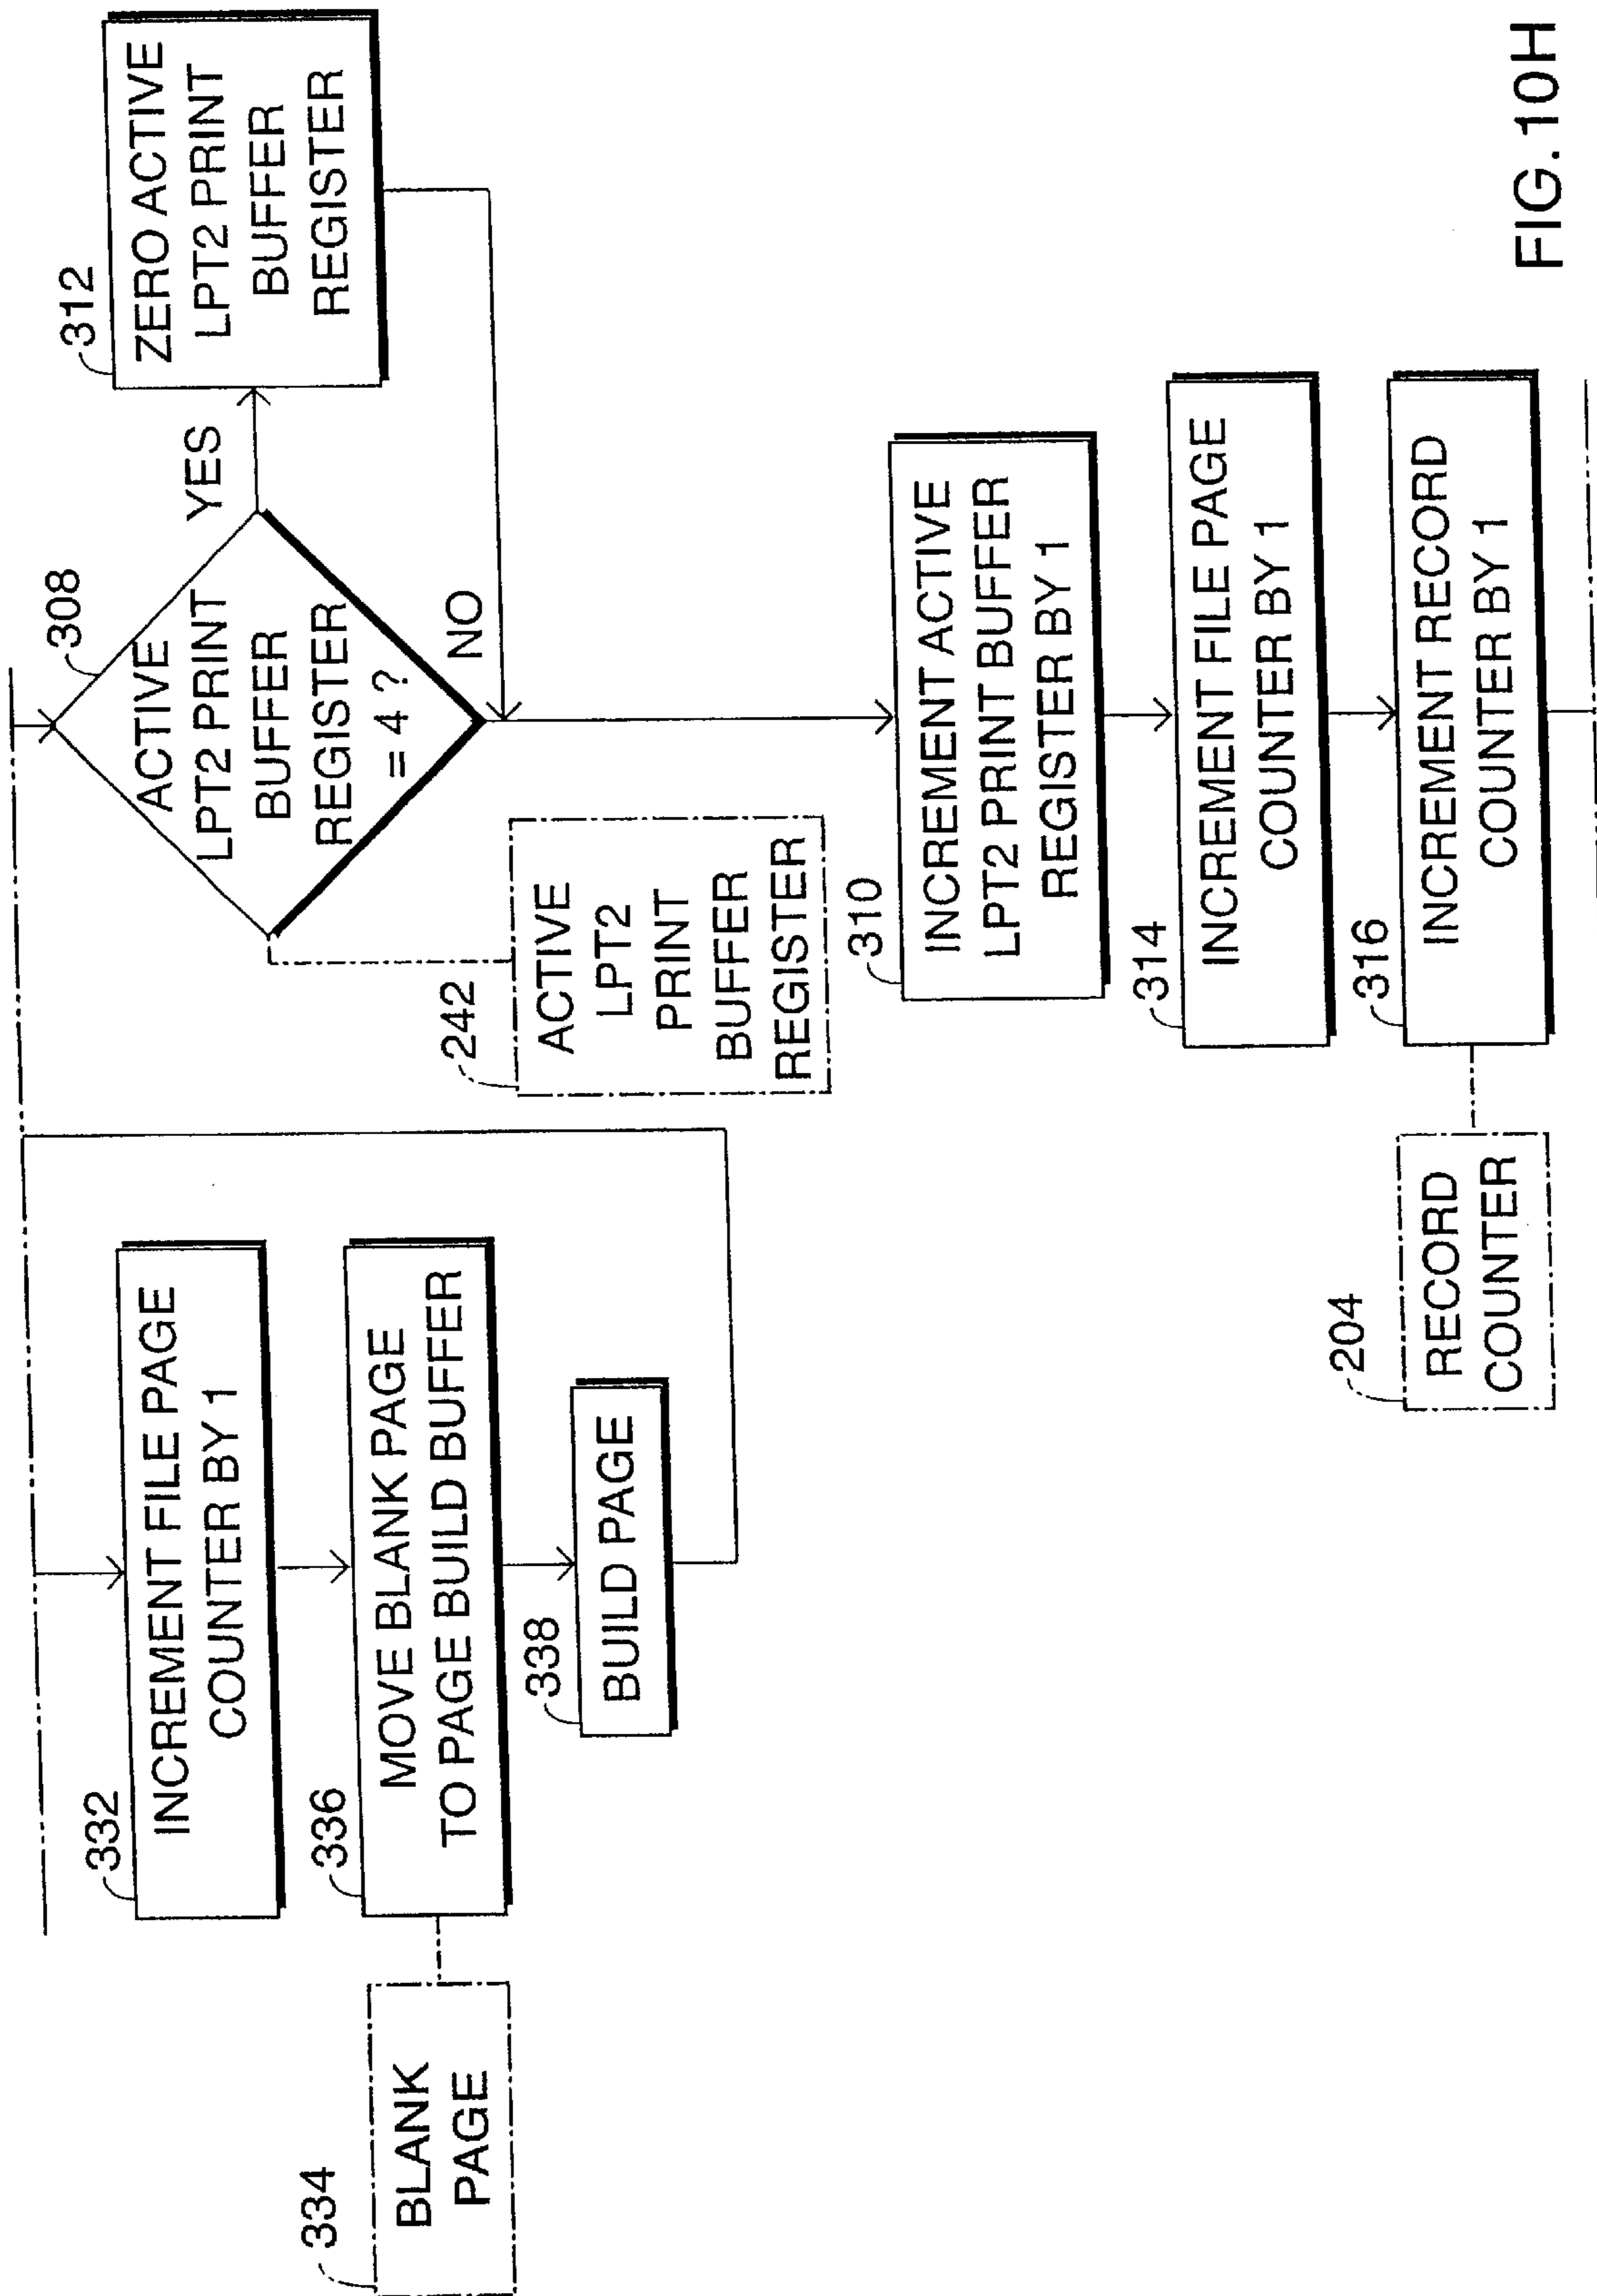 332
INCREMENT FILE PAGE
COUNTER BY 1
334
BLANK
PAGE
336
MOVE BLANK PAGE
TO PAGE BUILD BUFFER
338
BUILD PAGE
308
ACTIVE
LPT2 PRINT
BUFFER
REGISTER
= 4 ?
YES
NO
312
ZERO ACTIVE
LPT2 PRINT
BUFFER
REGISTER
242
ACTIVE
LPT2
PRINT
BUFFER
REGISTER
310
INCREMENT ACTIVE
LPT2 PRINT BUFFER
REGISTER BY 1
314
INCREMENT FILE PAGE
COUNTER BY 1
204
RECORD
COUNTER
316
INCREMENT RECORD
COUNTER BY 1
FIG. 10H